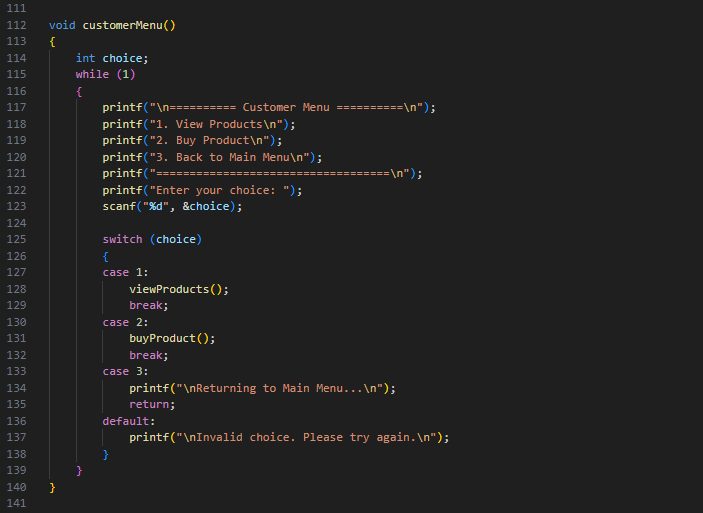 111
112 void customerMenu()
113 {
114     int choice;
115     while (1)
116     {
117         printf("\n========== Customer Menu ==========\n");
118         printf("1. View Products\n");
119         printf("2. Buy Product\n");
120         printf("3. Back to Main Menu\n");
121         printf("===================================\n");
122         printf("Enter your choice: ");
123         scanf("%d", &choice);
124
125         switch (choice)
126         {
127         case 1:
128             viewProducts();
129             break;
130         case 2:
131             buyProduct();
132             break;
133         case 3:
134             printf("\nReturning to Main Menu...\n");
135             return;
136         default:
137             printf("\nInvalid choice. Please try again.\n");
138         }
139     }
140 }
141